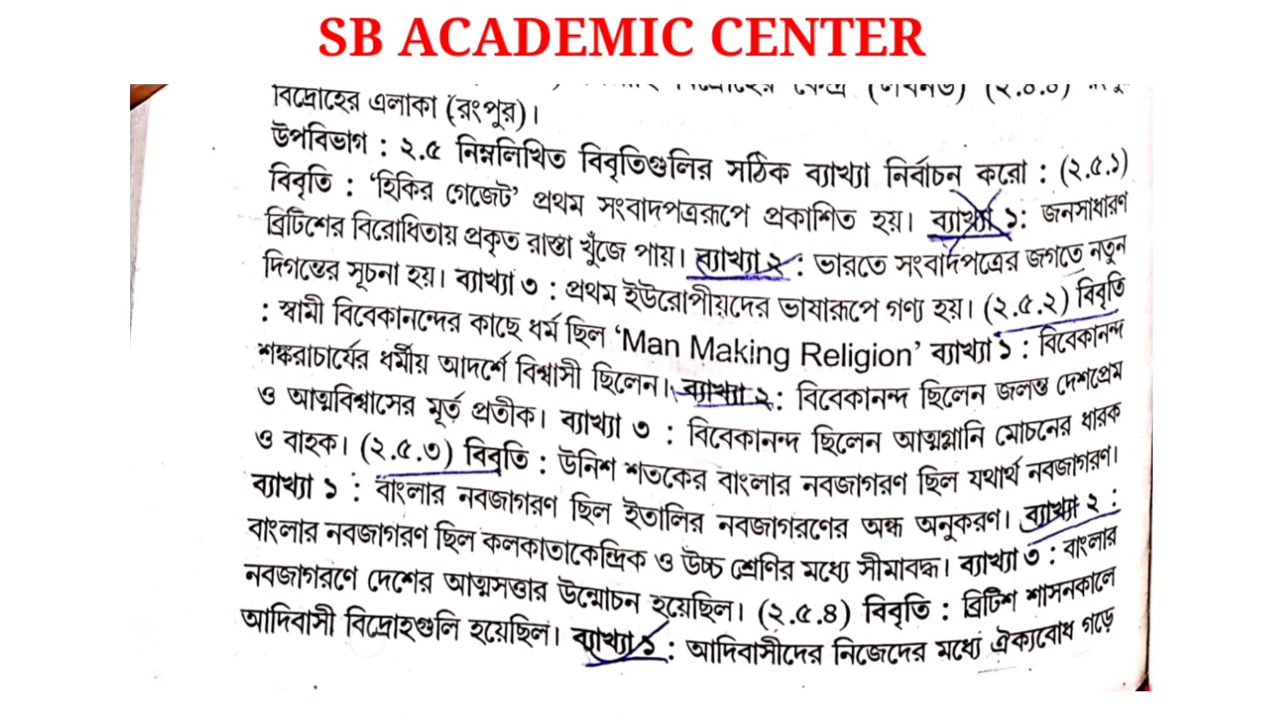 SB ACADEMIC CENTER
বিদ্রোহের কেন্দ্র (২.৪.৪)
বিদ্রোহের এলাকা (রংপুর)।
উপবিভাগ : ২.৫ নিম্নলিখিত বিবৃতিগুলির সঠিক ব্যাখ্যা নির্বাচন করো : (২.৫.১)
বিবৃতি : ‘হিকির গেজেট’ প্রথম সংবাদপত্ররূপে প্রকাশিত হয়। ব্যাখ্যা ১: জনসাধারণ
ব্রিটিশের বিরোধিতায় প্রকৃত রাস্তা খুঁজে পায়। ব্যাখ্যা ২ : ভারতে সংবাদপত্রের জগতে নতুন
দিগন্তের সূচনা হয়। ব্যাখ্যা ৩ : প্রথম ইউরোপীয়দের ভাষারূপে গণ্য হয়। (২.৫.২) বিবৃতি
: স্বামী বিবেকানন্দের কাছে ধর্ম ছিল ‘Man Making Religion’ ব্যাখ্যা ১ : বিবেকানন্দ
শঙ্করাচার্যের ধর্মীয় আদর্শে বিশ্বাসী ছিলেন। ব্যাখ্যা ২ : বিবেকানন্দ ছিলেন জলন্ত দেশপ্রেম
ও আত্মবিশ্বাসের মূর্ত প্রতীক। ব্যাখ্যা ৩ : বিবেকানন্দ ছিলেন আত্মগ্লানি মোচনের ধারক
ও বাহক। (২.৫.৩) বিবৃতি : উনিশ শতকের বাংলার নবজাগরণ ছিল যথার্থ নবজাগরণ।
ব্যাখ্যা ১ : বাংলার নবজাগরণ ছিল ইতালির নবজাগরণের অন্ধ অনুকরণ। ব্যাখ্যা ২ :
বাংলার নবজাগরণ ছিল কলকাতাকেন্দ্রিক ও উচ্চ শ্রেণির মধ্যে সীমাবদ্ধ। ব্যাখ্যা ৩ : বাংলার
নবজাগরণে দেশের আত্মসত্তার উন্মোচন হয়েছিল। (২.৫.৪) বিবৃতি : ব্রিটিশ শাসনকালে
আদিবাসী বিদ্রোহগুলি হয়েছিল। ব্যাখ্যা ১ : আদিবাসীদের নিজেদের মধ্যে ঐক্যবোধ গড়ে